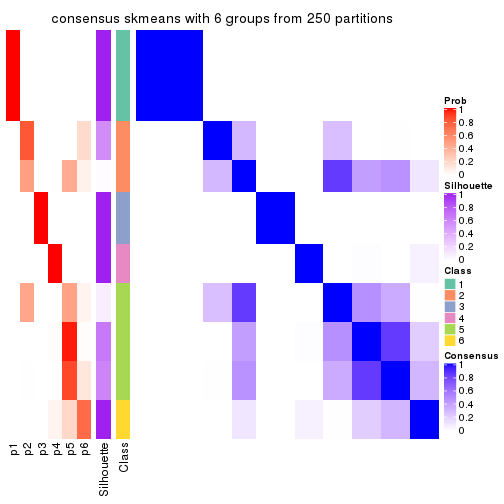 consensus skmeans with 6 groups from 250 partitions
Prob
1
0.8
0.6
0.4
0.2
0
Silhouette
1
0.8
0.6
0.4
0.2
0
Class
1
2
3
4
5
6
Consensus
1
0.8
0.6
0.4
0.2
0
p1
p2
p3
p4
p5
p6
Silhouette
Class